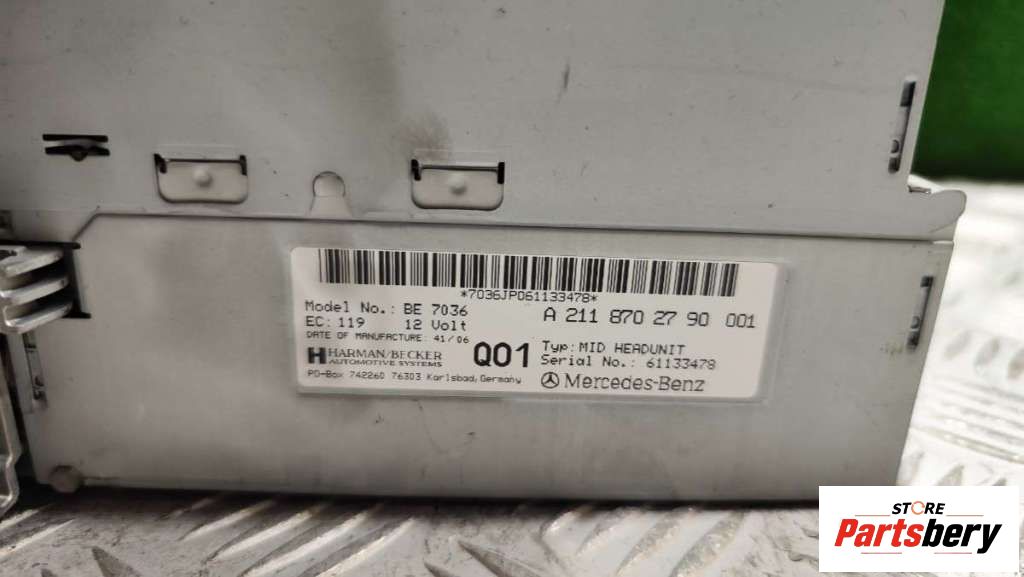 *7036JP061133478*
Model No.: BE 7036
A 211 870 27 90 001
EC: 119 12 Volt
DATE OF MANUFACTURE: 41/06
HARMAN/BECKER
AUTOMOTIVE SYSTEMS
Q01
Typ: MID HEADUNIT
Serial No.: 61133478
PO-Box 742260 76303 Karlsbad, Germany
Mercedes-Benz
STORE
Partsbery